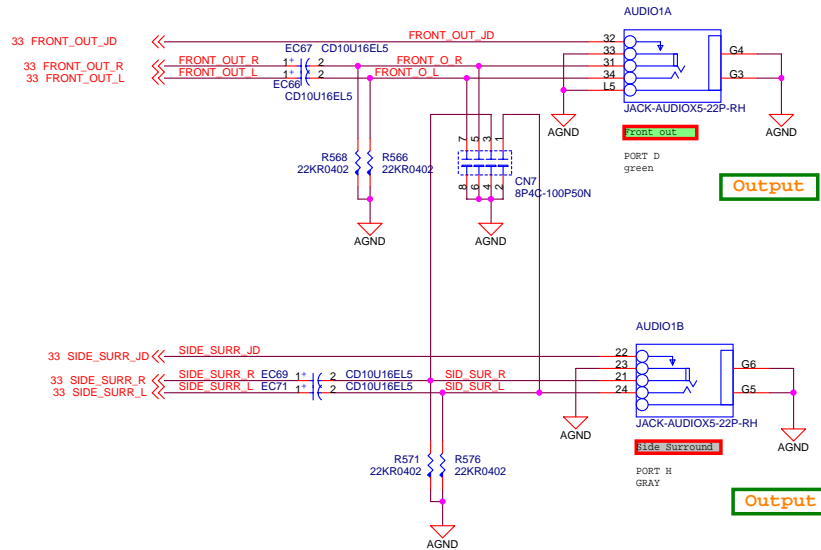 AUDIO1A
33 FRONT_OUT_JD
FRONT_OUT_JD
32
33
31
34
L5
G4
G3
EC67 CD10U16EL5
33 FRONT_OUT_R
FRONT_OUT_R
1 + 2
FRONT_O_R
33 FRONT_OUT_L
FRONT_OUT_L
1 + 2
FRONT_O_L
EC66
CD10U16EL5
JACK-AUDIOX5-22P-RH
AGND
AGND
Front out
PORT D
green
Output
R568
22KR0402
R566
22KR0402
7 5 3 1
8 6 4 2
CN7
8P4C-100P50N
AGND
AGND
AUDIO1B
33 SIDE_SURR_JD
SIDE_SURR_JD
22
23
21
24
G6
G5
33 SIDE_SURR_R
SIDE_SURR_R
EC69
1 + 2
CD10U16EL5
SID_SUR_R
33 SIDE_SURR_L
SIDE_SURR_L
EC71
1 + 2
CD10U16EL5
SID_SUR_L
JACK-AUDIOX5-22P-RH
AGND
AGND
Side Surround
PORT H
GRAY
Output
R571
22KR0402
R576
22KR0402
AGND